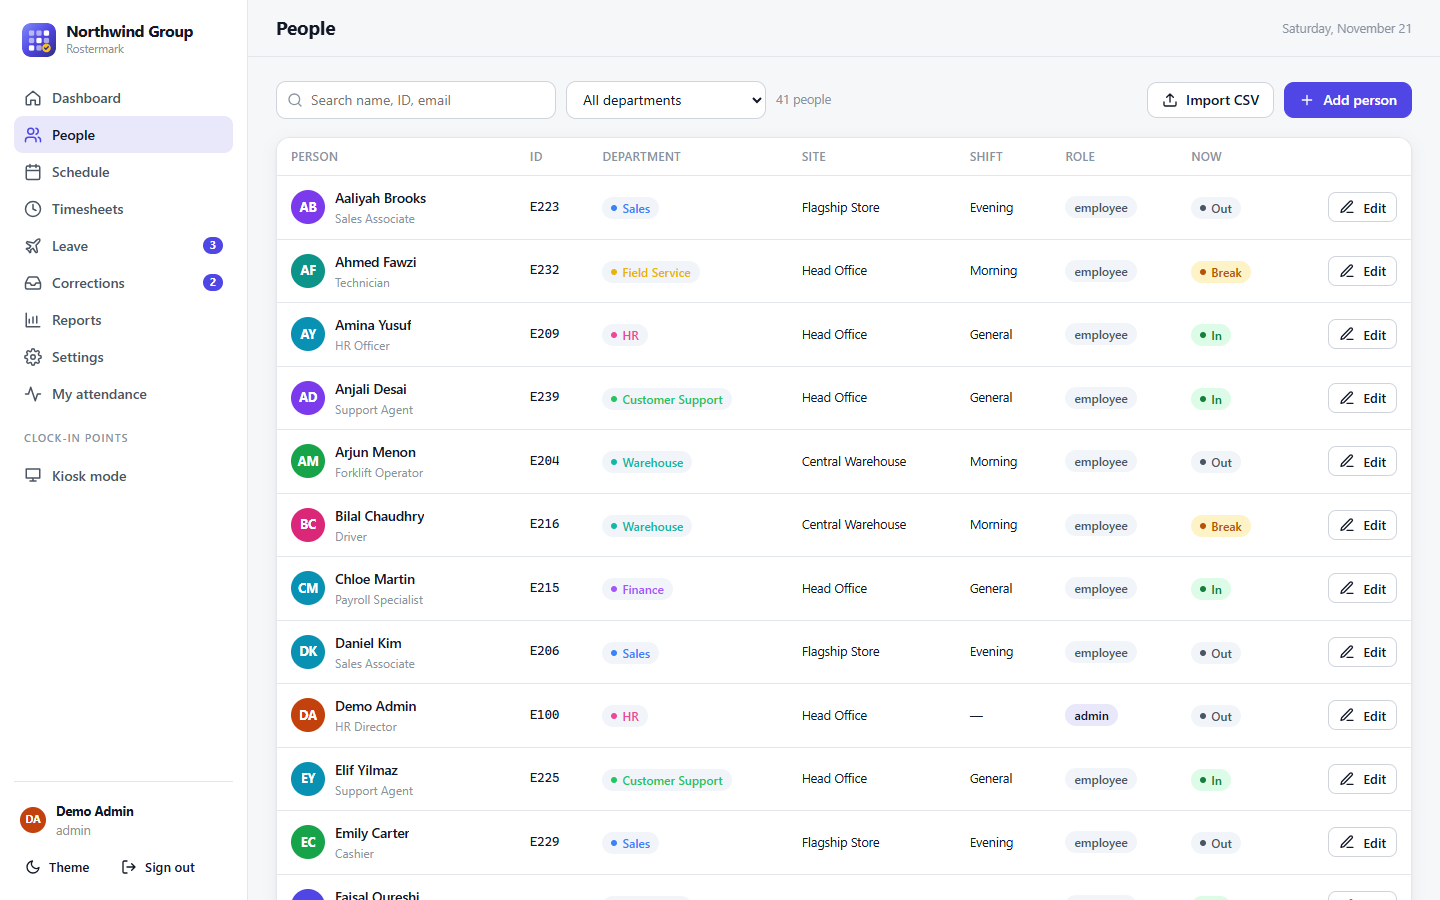 Northwind Group
Rostermark
Dashboard
People
Schedule
Timesheets
Leave 3
Corrections 2
Reports
Settings
My attendance
CLOCK-IN POINTS
Kiosk mode
DA Demo Admin
admin
Theme Sign out
People Saturday, November 21
Search name, ID, email All departments 41 people Import CSV Add person
PERSON ID DEPARTMENT SITE SHIFT ROLE NOW
AB Aaliyah Brooks E223 Sales Flagship Store Evening employee Out Edit
Sales Associate
AF Ahmed Fawzi E232 Field Service Head Office Morning employee Break Edit
Technician
AY Amina Yusuf E209 HR Head Office General employee In Edit
HR Officer
AD Anjali Desai E239 Customer Support Head Office General employee In Edit
Support Agent
AM Arjun Menon E204 Warehouse Central Warehouse Morning employee Out Edit
Forklift Operator
BC Bilal Chaudhry E216 Warehouse Central Warehouse Morning employee Break Edit
Driver
CM Chloe Martin E215 Finance Head Office General employee In Edit
Payroll Specialist
DK Daniel Kim E206 Sales Flagship Store Evening employee Out Edit
Sales Associate
DA Demo Admin E100 HR Head Office — admin Out Edit
HR Director
EY Elif Yilmaz E225 Customer Support Head Office General employee In Edit
Support Agent
EC Emily Carter E229 Sales Flagship Store Evening employee Out Edit
Cashier
Faisal Qureshi